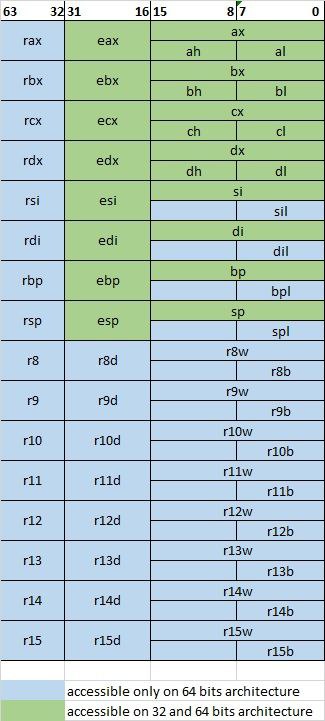 63 32 31 16 15 8 7 0
rax eax ax
ah al
rbx ebx bx
bh bl
rcx ecx cx
ch cl
rdx edx dx
dh dl
rsi esi si
sil
rdi edi di
dil
rbp ebp bp
bpl
rsp esp sp
spl
r8 r8d r8w
r8b
r9 r9d r9w
r9b
r10 r10d r10w
r10b
r11 r11d r11w
r11b
r12 r12d r12w
r12b
r13 r13d r13w
r13b
r14 r14d r14w
r14b
r15 r15d r15w
r15b
accessible only on 64 bits architecture
accessible on 32 and 64 bits architecture